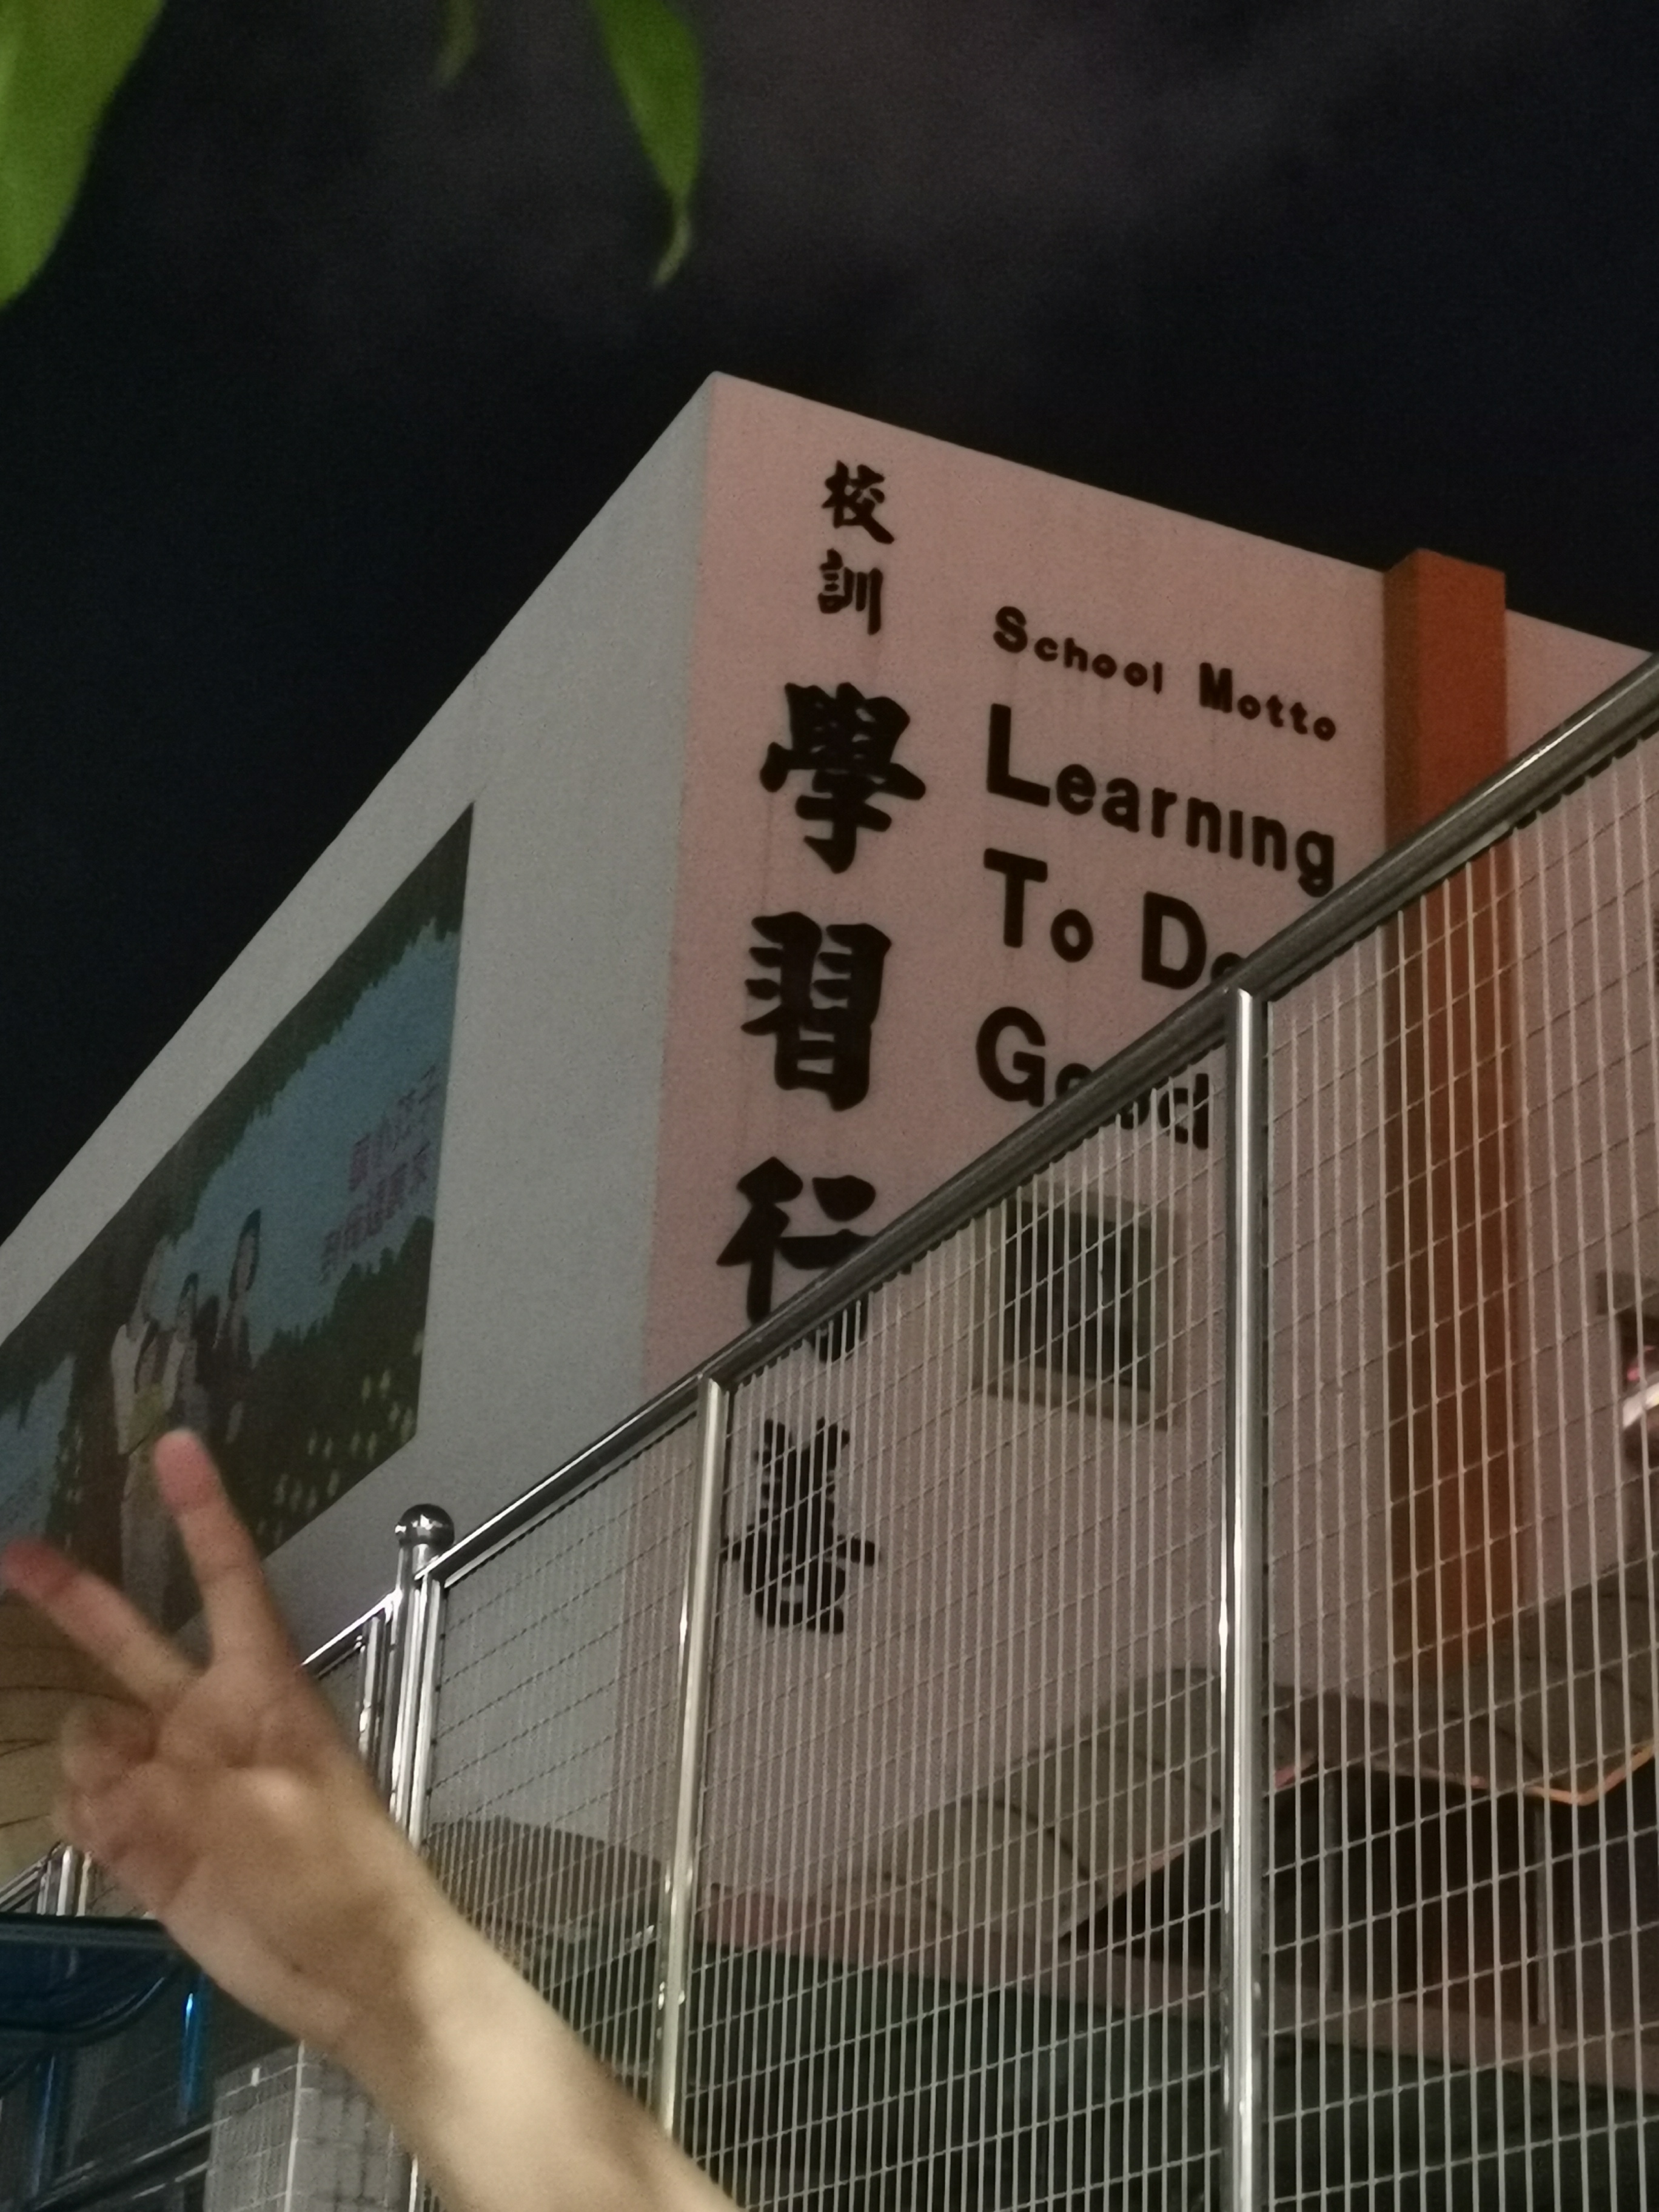 校訓
學習行善
School Motto
Learning
To Do
Good